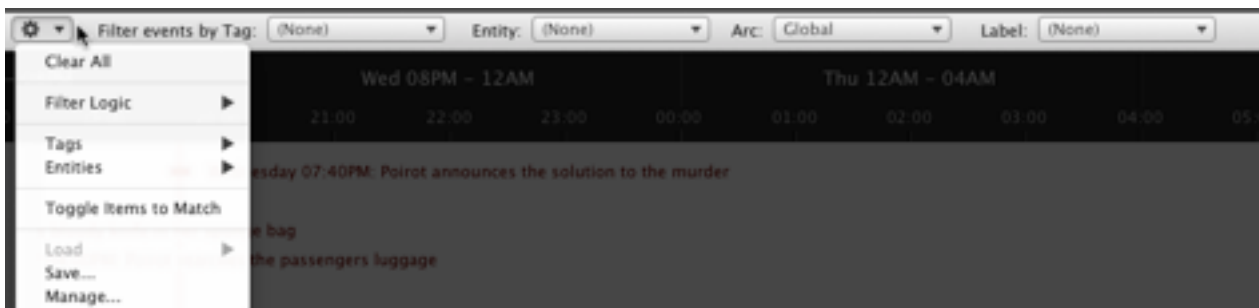 Filter events by Tag: (None) Entity: (None) Arc: Global Label: (None)
Clear All
Filter Logic
Tags
Entities
Toggle Items to Match
Load
Save...
Manage...
Wed 08PM - 12AM Thu 12AM - 04AM
21:00 22:00 23:00 00:00 01:00 02:00 03:00 04:00 05:
esday 07:40PM: Poirot announces the solution to the murder
e bag
the passengers luggage